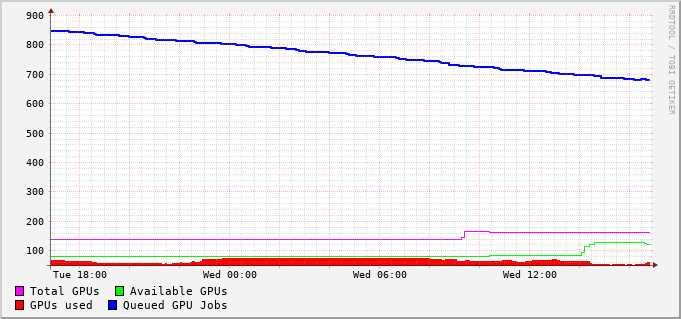 900
800
700
600
500
400
300
200
100
Tue 18:00 Wed 00:00 Wed 06:00 Wed 12:00
Total GPUs Available GPUs
GPUs used Queued GPU Jobs
RRDTOOL / TOBI OETIKER